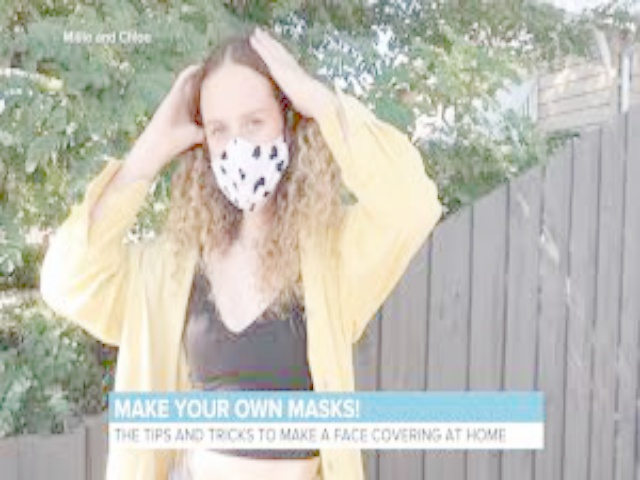 Millie and Chloe
MAKE YOUR OWN MASKS!
THE TIPS AND TRICKS TO MAKE A FACE COVERING AT HOME